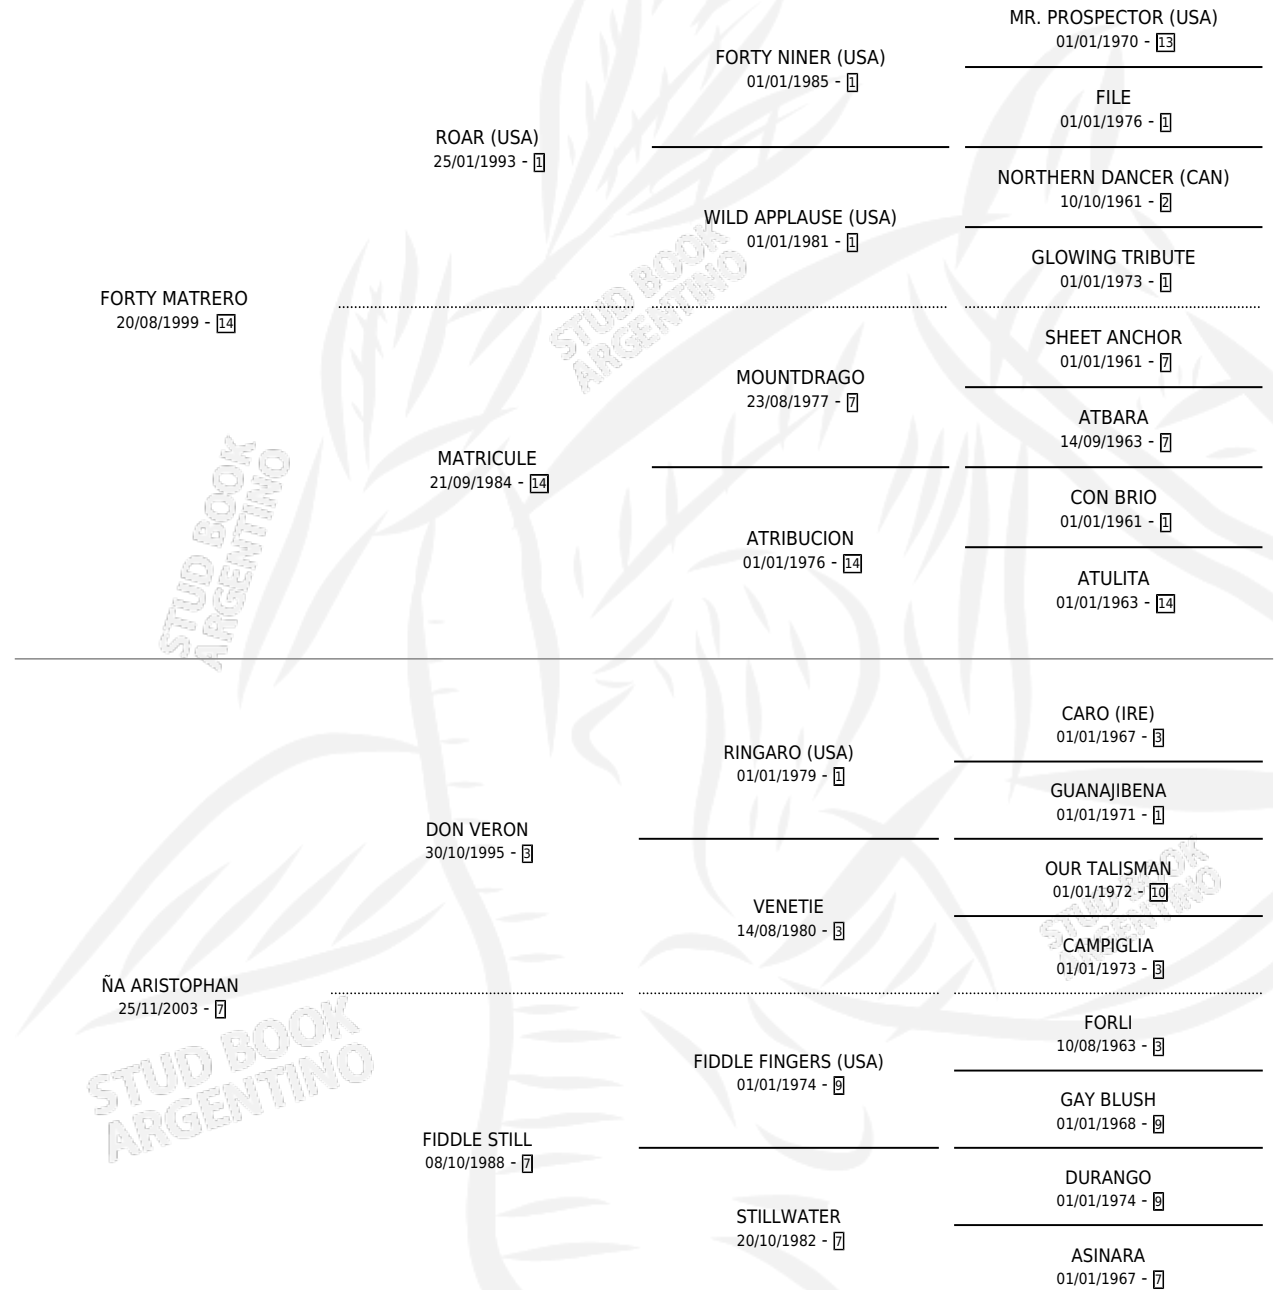 MR. PROSPECTOR (USA)
01/01/1970 - 13
FORTY NINER (USA)
01/01/1985 - 1
FILE
01/01/1976 - 1
ROAR (USA)
25/01/1993 - 1
NORTHERN DANCER (CAN)
10/10/1961 - 2
WILD APPLAUSE (USA)
01/01/1981 - 1
GLOWING TRIBUTE
01/01/1973 - 1
FORTY MATRERO
20/08/1999 - 14
SHEET ANCHOR
01/01/1961 - 7
MOUNTDRAGO
23/08/1977 - 7
ATBARA
14/09/1963 - 7
MATRICULE
21/09/1984 - 14
CON BRIO
01/01/1961 - 1
ATRIBUCION
01/01/1976 - 14
ATULITA
01/01/1963 - 14
CARO (IRE)
01/01/1967 - 3
RINGARO (USA)
01/01/1979 - 1
GUANAJIBENA
01/01/1971 - 1
DON VERON
30/10/1995 - 3
OUR TALISMAN
01/01/1972 - 10
VENETIE
14/08/1980 - 3
CAMPIGLIA
01/01/1973 - 3
ÑA ARISTOPHAN
25/11/2003 - 7
FORLI
10/08/1963 - 3
FIDDLE FINGERS (USA)
01/01/1974 - 9
GAY BLUSH
01/01/1968 - 9
FIDDLE STILL
08/10/1988 - 7
DURANGO
01/01/1974 - 9
STILLWATER
20/10/1982 - 7
ASINARA
01/01/1967 - 7
STUD BOOK
ARGENTINO
STUD BOOK
ARGENTINO
STUD BOOK
ARGENTINO
STUD BOOK
ARGENTINO